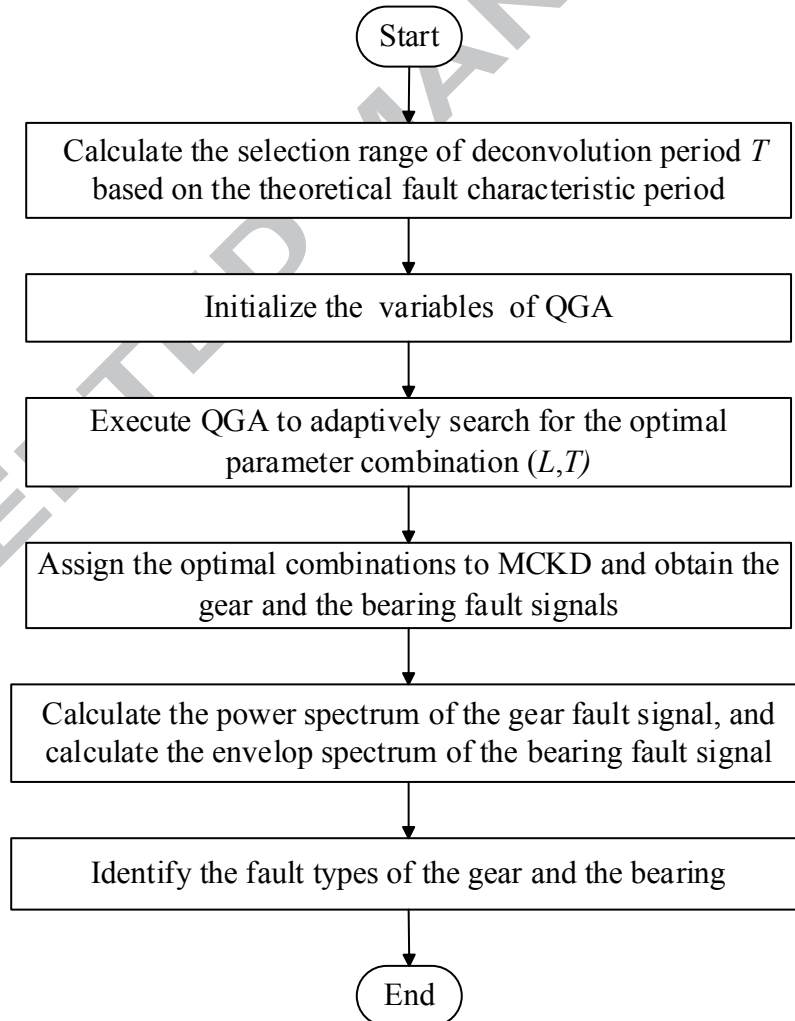 Start
Calculate the selection range of deconvolution period T
based on the theoretical fault characteristic period
Initialize the variables of QGA
Execute QGA to adaptively search for the optimal
parameter combination (L,T)
Assign the optimal combinations to MCKD and obtain the
gear and the bearing fault signals
Calculate the power spectrum of the gear fault signal, and
calculate the envelop spectrum of the bearing fault signal
Identify the fault types of the gear and the bearing
End